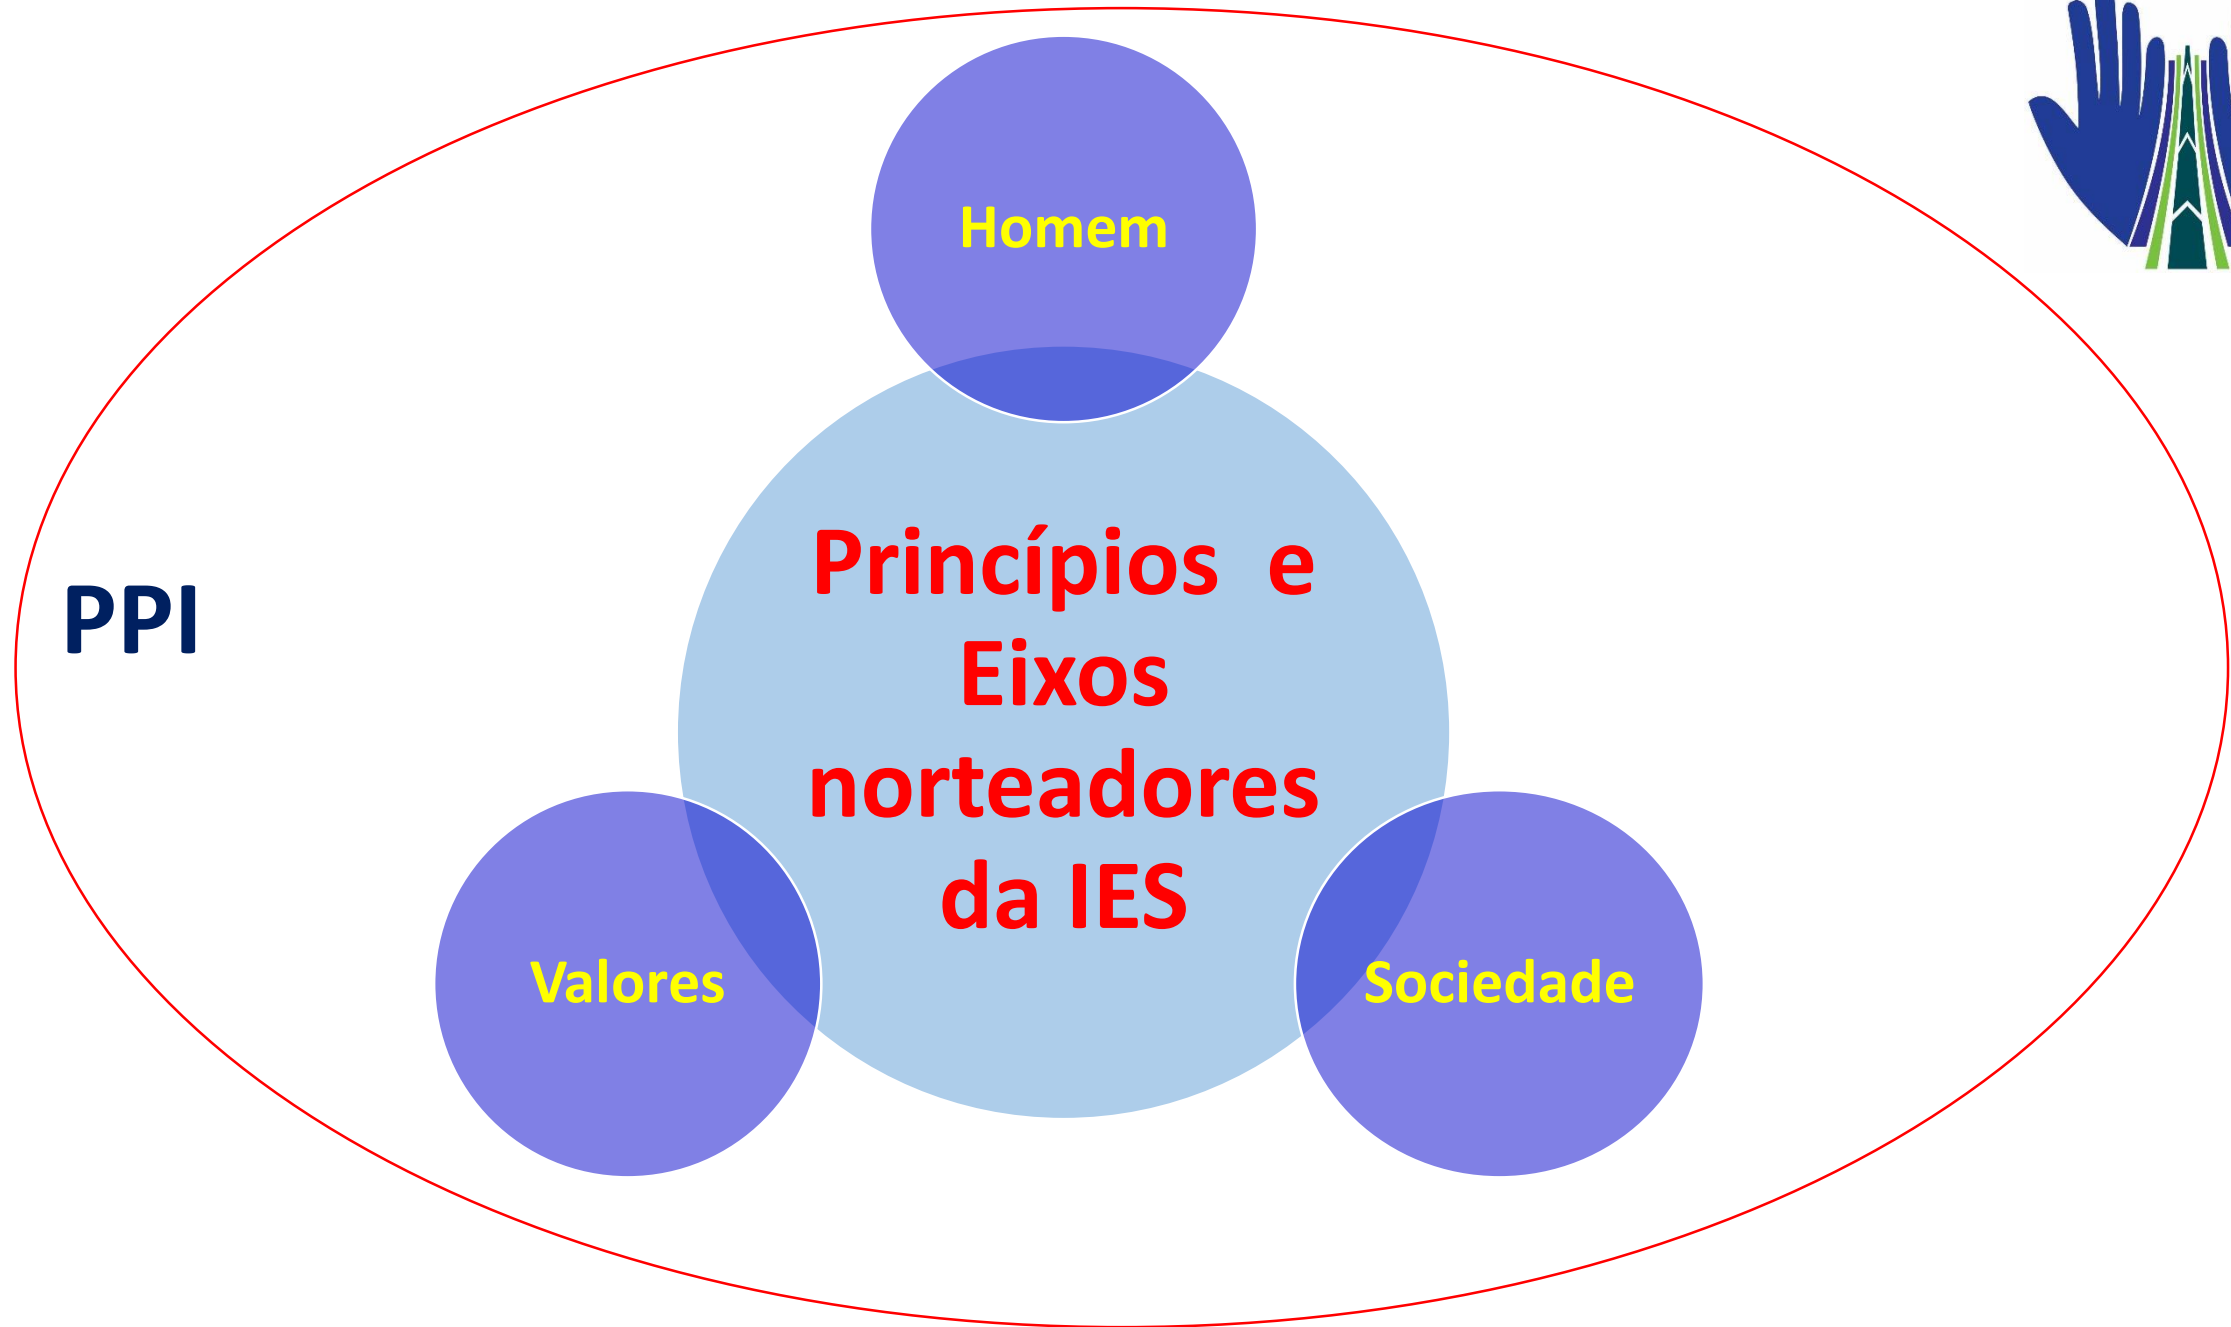 Homem
PPI
Princípios e
Eixos
norteadores
da IES
Valores
Sociedade